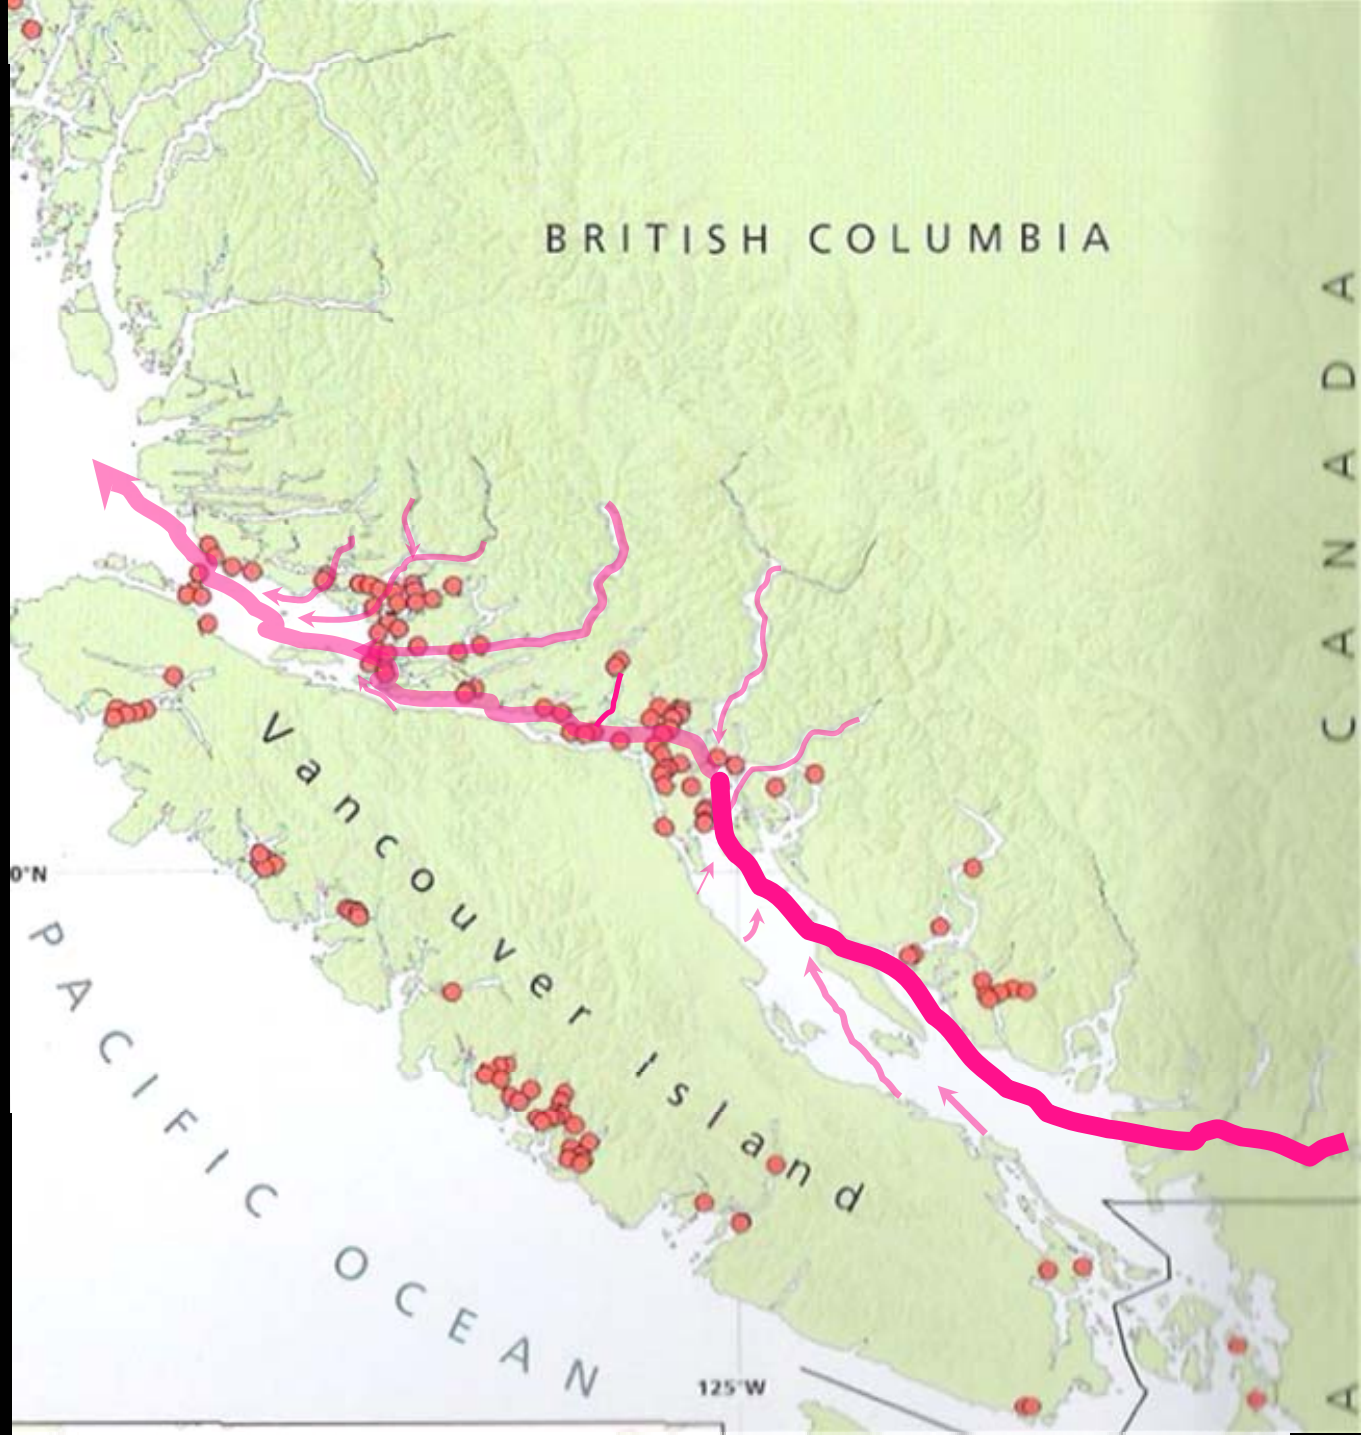 BRITISH COLUMBIA
CANADA
Vancouver Island
0°N
PACIFIC OCEAN
125°W
A